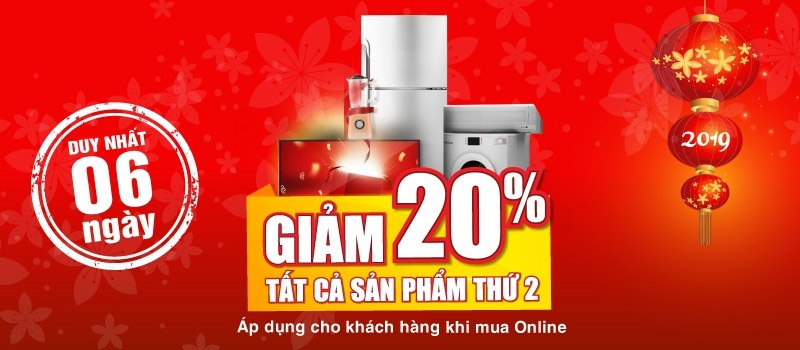 DUY NHẤT
06
ngày
GIẢM 20%
TẤT CẢ SẢN PHẨM THỨ 2
Áp dụng cho khách hàng khi mua Online
2019